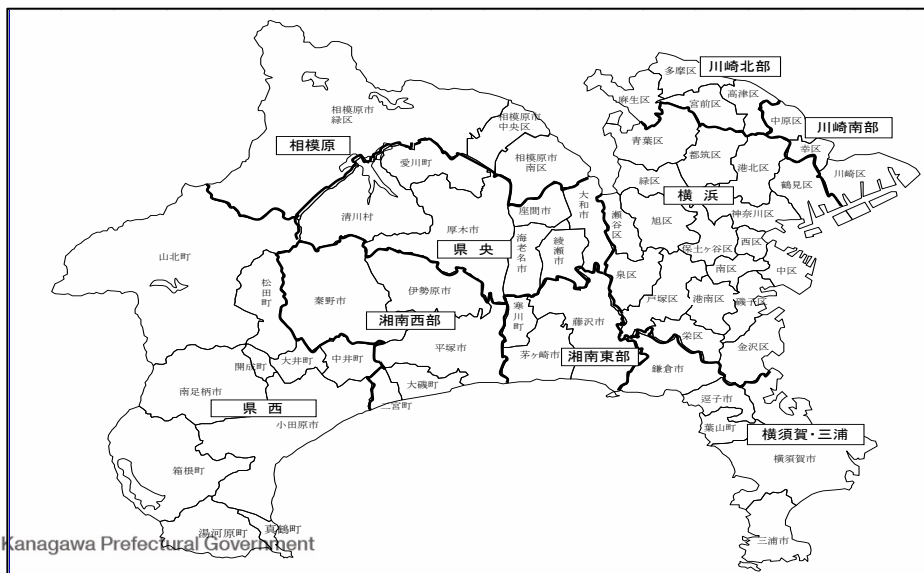 多摩区
川崎北部
麻生区
宮前区
高津区
中原区
川崎南部
幸区
川崎区
相模原市
緑区
相模原市
中央区
相模原
愛川町
相模原市
南区
青葉区
都筑区
港北区
鶴見区
緑区
横浜
清川村
厚木市
座間市
大和市
瀬谷区
旭区
神奈川区
保土ヶ谷区
西区
山北町
県央
海老名市
綾瀬市
泉区
南区
中区
松田町
秦野市
伊勢原市
戸塚区
港南区
磯子区
湘南西部
寒川町
藤沢市
栄区
金沢区
平塚市
茅ヶ崎市
湘南東部
鎌倉市
開成町
大井町
中井町
南足柄市
大磯町
二宮町
逗子市
県西
小田原市
葉山町
横須賀・三浦
横須賀市
箱根町
湯河原町
真鶴町
三浦市
Kanagawa Prefectural Government